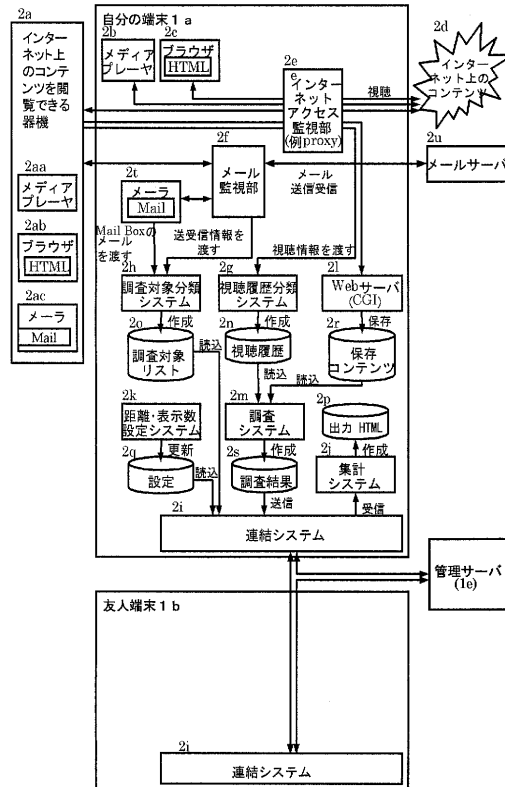 2a
インター
ネット上
のコンテ
ンツを閲
覧できる
器機
2aa
メディア
プレーヤ
2ab
ブラウザ
HTML
2ac
メーラ
Mail
自分の端末1a
2b
メディア
プレーヤ
2c
ブラウザ
HTML
2e
e
インター
ネット
アクセス
監視部
(例proxy)
視聴
2d
インター
ネット上の
コンテンツ
2u
メールサーバ
メール
送信受信
2f
メール
監視部
2t
メーラ
Mail
Mail Boxの
メール
を渡す
送受信情報を
渡す
視聴情報を渡す
2h
調査対象分類
システム
2g
視聴履歴分類
システム
2l
Webサーバ
(CGI)
作成
作成
保存
2o
調査対象
リスト
読込
2n
視聴履歴
2r
保存
コンテンツ
読込
読込
2k
距離・表示数
設定システム
2m
調査
システム
2p
出力 HTML
更新
作成
作成
2q
設定
読込
2s
調査結果
2j
集計
システム
送信
受信
2i
連結システム
管理サーバ
(1e)
友人端末1b
2i
連結システム